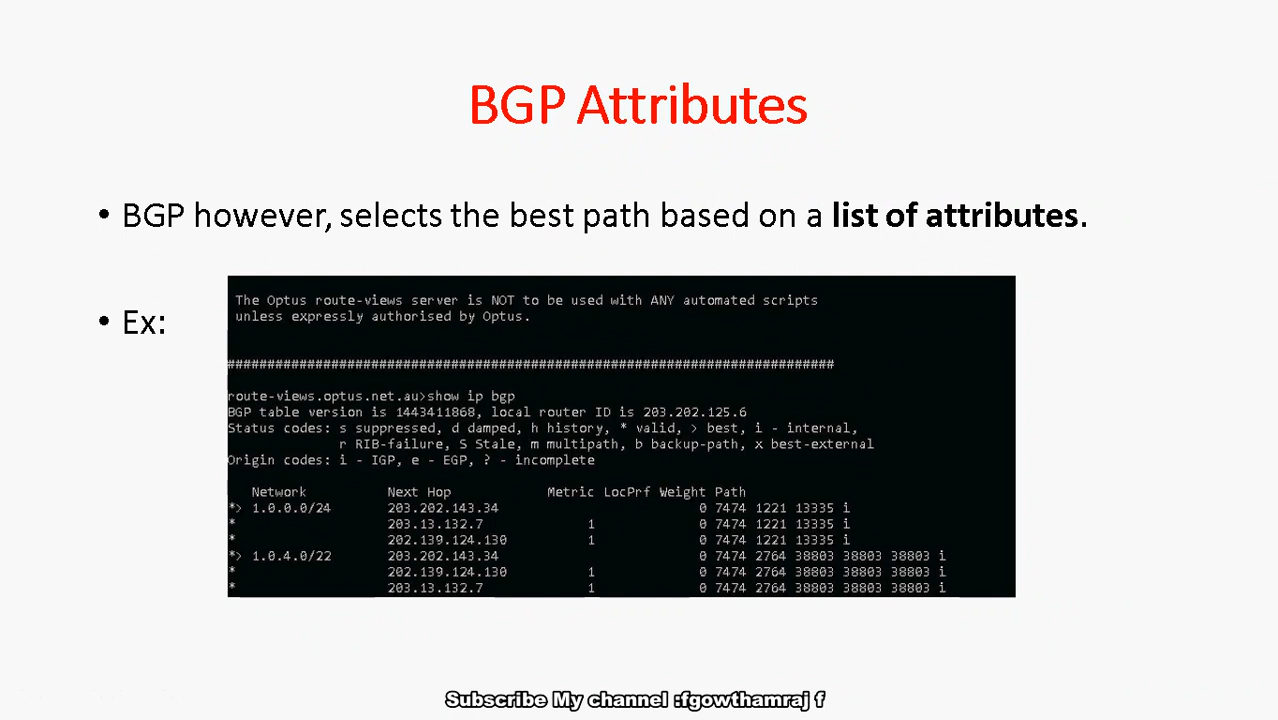 BGP Attributes
• BGP however, selects the best path based on a list of attributes.
• Ex:
The Optus route-views server is NOT to be used with ANY automated scripts
unless expressly authorised by Optus.
############################################################################
route-views.optus.net.au>show ip bgp
BGP table version is 1443411868, local router ID is 203.202.125.6
Status codes: s suppressed, d damped, h history, * valid, > best, i - internal,
r RIB-failure, S Stale, m multipath, b backup-path, x best-external
Origin codes: i - IGP, e - EGP, ? - incomplete
Network Next Hop Metric LocPrf Weight Path
*> 1.0.0.0/24 203.202.143.34 0 7474 1221 13335 i
* 203.13.132.7 1 0 7474 1221 13335 i
* 202.139.124.130 1 0 7474 1221 13335 i
*> 1.0.4.0/22 203.202.143.34 0 7474 2764 38803 38803 38803 i
* 202.139.124.130 1 0 7474 2764 38803 38803 38803 i
* 203.13.132.7 1 0 7474 2764 38803 38803 38803 i
Subscribe My channel :fgowthamraj f